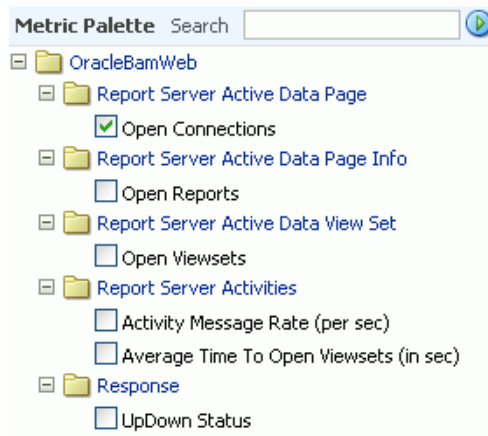 Metric Palette Search
OracleBamWeb
Report Server Active Data Page
Open Connections
Report Server Active Data Page Info
Open Reports
Report Server Active Data View Set
Open Viewsets
Report Server Activities
Activity Message Rate (per sec)
Average Time To Open Viewsets (in sec)
Response
UpDown Status